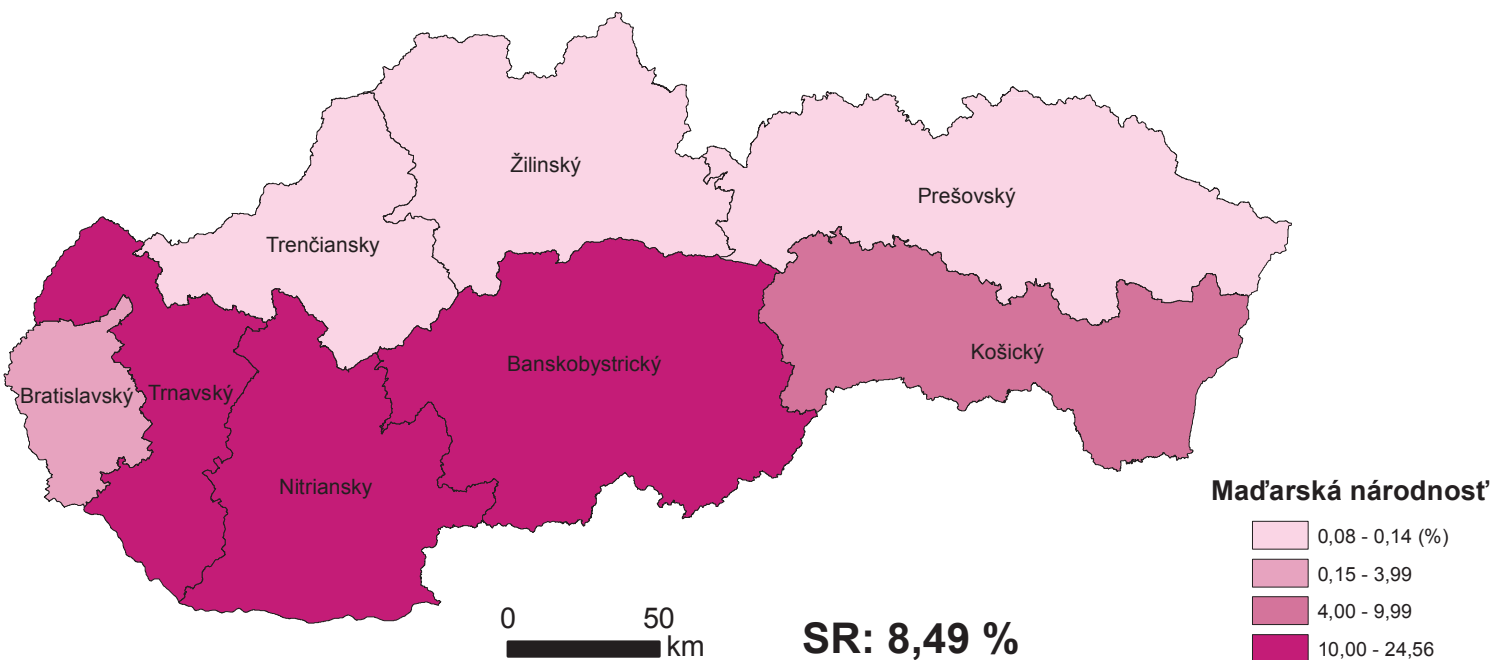 Žilinský
Prešovský
Trenčiansky
Košický
Banskobystrický
Bratislavský
Trnavský
Nitriansky
Maďarská národnosť
0,08 - 0,14 (%)
0,15 - 3,99
4,00 - 9,99
10,00 - 24,56
0 50
km
SR: 8,49 %